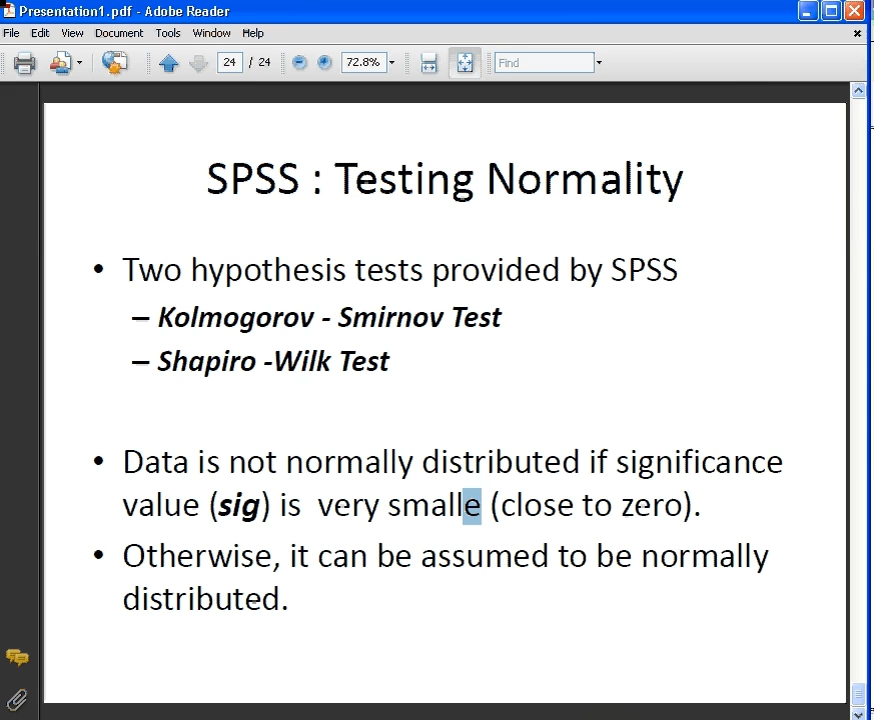 Presentation1.pdf - Adobe Reader
File Edit View Document Tools Window Help
24 / 24 72.8% Find
SPSS : Testing Normality
• Two hypothesis tests provided by SPSS
– Kolmogorov - Smirnov Test
– Shapiro -Wilk Test
• Data is not normally distributed if significance
value (sig) is very smalle (close to zero).
• Otherwise, it can be assumed to be normally
distributed.